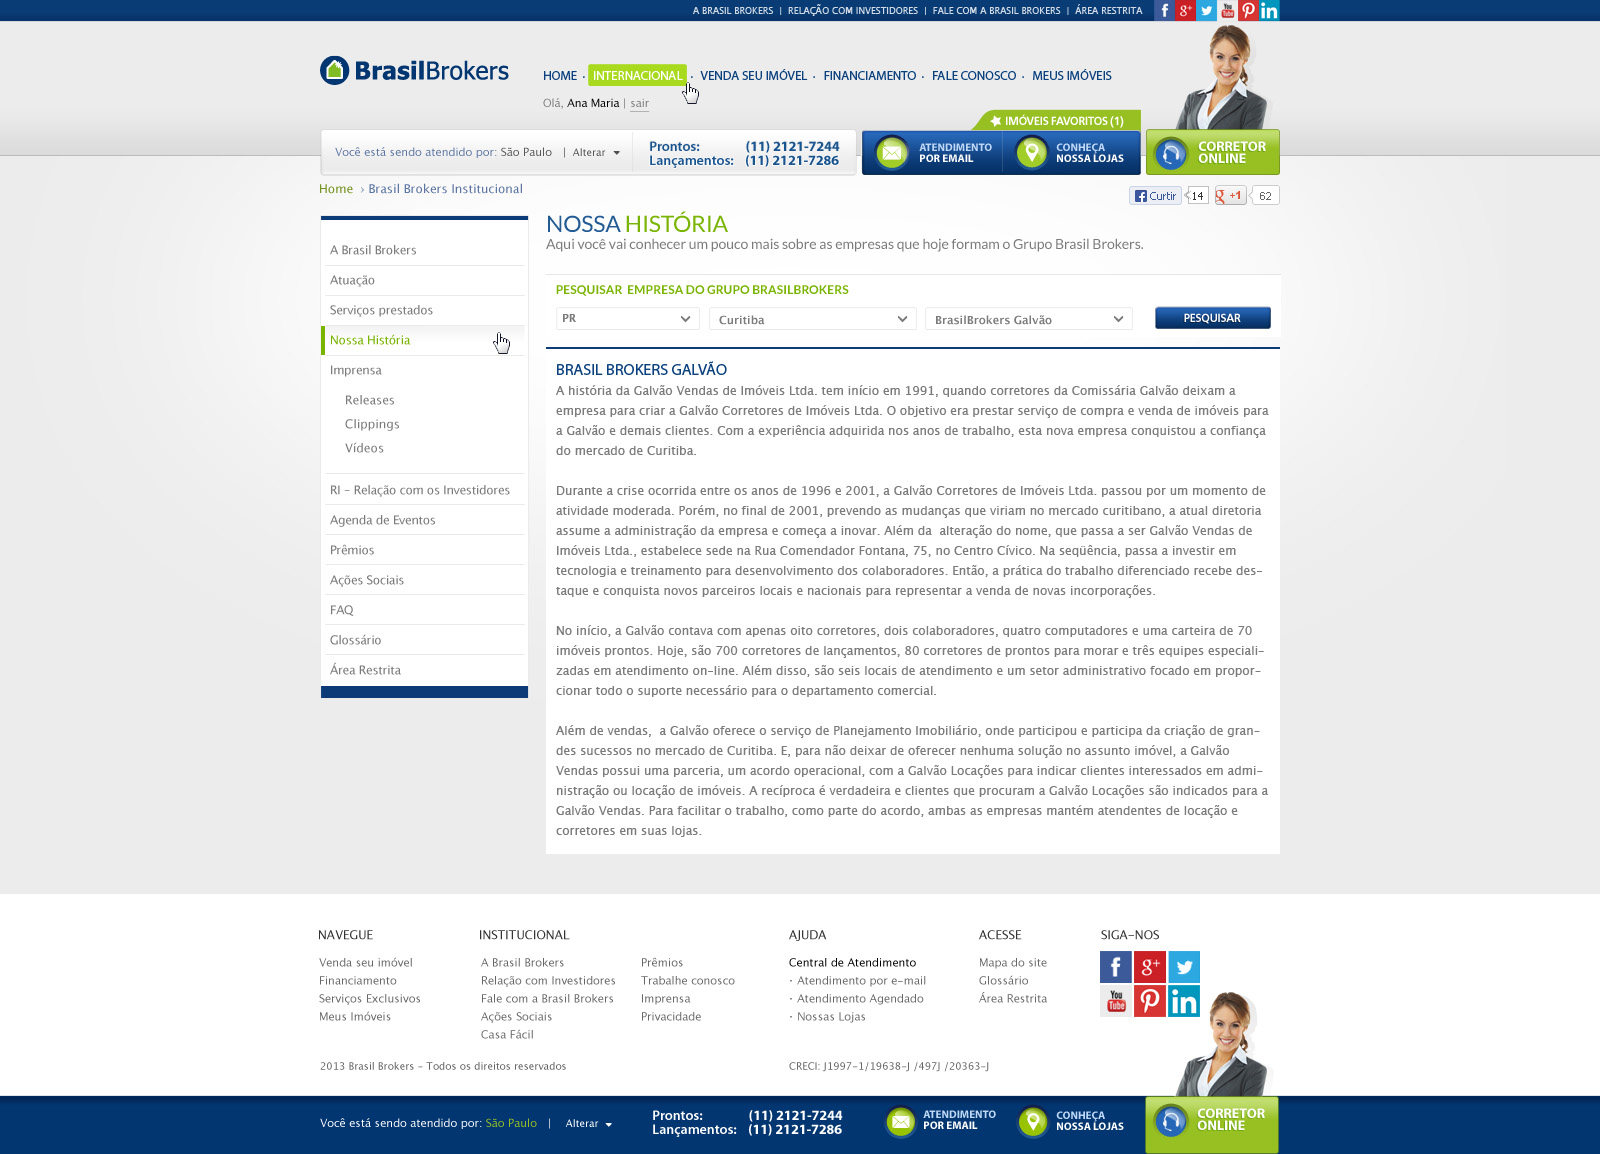 A BRASIL BROKERS | RELAÇÃO COM INVESTIDORES | FALE COM A BRASIL BROKERS | ÁREA RESTRITA
BrasilBrokers
HOME · INTERNACIONAL · VENDA SEU IMÓVEL · FINANCIAMENTO · FALE CONOSCO · MEUS IMÓVEIS
Olá, Ana Maria | sair
IMÓVEIS FAVORITOS (1)
Você está sendo atendido por: São Paulo | Alterar
Prontos: (11) 2121-7244
Lançamentos: (11) 2121-7286
ATENDIMENTO
POR EMAIL
CONHEÇA
NOSSA LOJAS
CORRETOR
ONLINE
Home › Brasil Brokers Institucional
Curtir 14 +1 62
A Brasil Brokers
Atuação
Serviços prestados
Nossa História
Imprensa
Releases
Clippings
Vídeos
RI – Relação com os Investidores
Agenda de Eventos
Prêmios
Ações Sociais
FAQ
Glossário
Área Restrita
NOSSA HISTÓRIA
Aqui você vai conhecer um pouco mais sobre as empresas que hoje formam o Grupo Brasil Brokers.
PESQUISAR EMPRESA DO GRUPO BRASILBROKERS
PR Curitiba BrasilBrokers Galvão PESQUISAR
BRASIL BROKERS GALVÃO
A história da Galvão Vendas de Imóveis Ltda. tem início em 1991, quando corretores da Comissária Galvão deixam a
empresa para criar a Galvão Corretores de Imóveis Ltda. O objetivo era prestar serviço de compra e venda de imóveis para
a Galvão e demais clientes. Com a experiência adquirida nos anos de trabalho, esta nova empresa conquistou a confiança
do mercado de Curitiba.
Durante a crise ocorrida entre os anos de 1996 e 2001, a Galvão Corretores de Imóveis Ltda. passou por um momento de
atividade moderada. Porém, no final de 2001, prevendo as mudanças que viriam no mercado curitibano, a atual diretoria
assume a administração da empresa e começa a inovar. Além da  alteração do nome, que passa a ser Galvão Vendas de
Imóveis Ltda., estabelece sede na Rua Comendador Fontana, 75, no Centro Cívico. Na seqüência, passa a investir em
tecnologia e treinamento para desenvolvimento dos colaboradores. Então, a prática do trabalho diferenciado recebe des-
taque e conquista novos parceiros locais e nacionais para representar a venda de novas incorporações.
No início, a Galvão contava com apenas oito corretores, dois colaboradores, quatro computadores e uma carteira de 70
imóveis prontos. Hoje, são 700 corretores de lançamentos, 80 corretores de prontos para morar e três equipes especiali-
zadas em atendimento on-line. Além disso, são seis locais de atendimento e um setor administrativo focado em propor-
cionar todo o suporte necessário para o departamento comercial.
Além de vendas,  a Galvão oferece o serviço de Planejamento Imobiliário, onde participou e participa da criação de gran-
des sucessos no mercado de Curitiba. E, para não deixar de oferecer nenhuma solução no assunto imóvel, a Galvão
Vendas possui uma parceria, um acordo operacional, com a Galvão Locações para indicar clientes interessados em admi-
nistração ou locação de imóveis. A recíproca é verdadeira e clientes que procuram a Galvão Locações são indicados para a
Galvão Vendas. Para facilitar o trabalho, como parte do acordo, ambas as empresas mantém atendentes de locação e
corretores em suas lojas.
NAVEGUE
Venda seu imóvel
Financiamento
Serviços Exclusivos
Meus Imóveis
INSTITUCIONAL
A Brasil Brokers
Relação com Investidores
Fale com a Brasil Brokers
Ações Sociais
Casa Fácil
Prêmios
Trabalhe conosco
Imprensa
Privacidade
AJUDA
Central de Atendimento
· Atendimento por e-mail
· Atendimento Agendado
· Nossas Lojas
ACESSE
Mapa do site
Glossário
Área Restrita
SIGA-NOS
You
Tube
2013 Brasil Brokers – Todos os direitos reservados
CRECI: J1997-1/19638-J /497J /20363-J
Você está sendo atendido por: São Paulo | Alterar
Prontos: (11) 2121-7244
Lançamentos: (11) 2121-7286
ATENDIMENTO
POR EMAIL
CONHEÇA
NOSSA LOJAS
CORRETOR
ONLINE